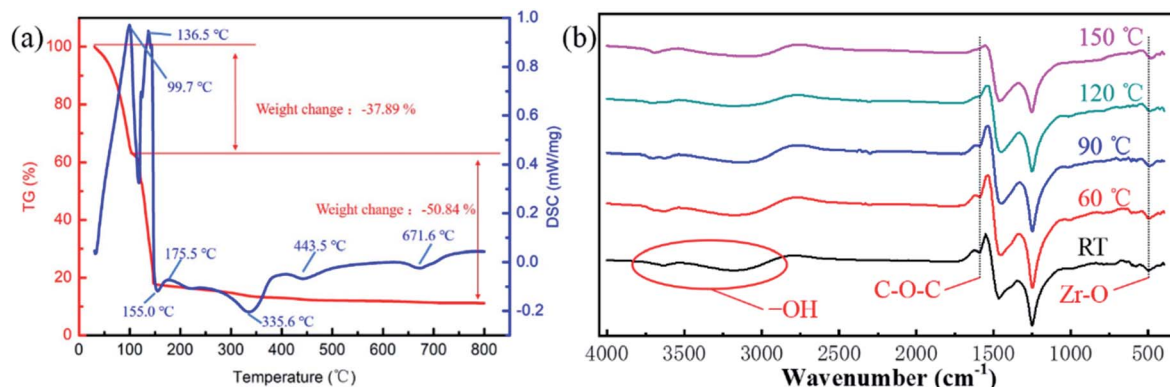 (a)
100
80
60
40
20
0
TG (%)
136.5 ℃
99.7 ℃
Weight change : -37.89 %
Weight change : -50.84 %
175.5 ℃
155.0 ℃
335.6 ℃
443.5 ℃
671.6 ℃
1.0
0.8
0.6
0.4
0.2
0.0
-0.2
DSC (mW/mg)
0 100 200 300 400 500 600 700 800
Temperature (℃)
(b)
150 ℃
120 ℃
90 ℃
60 ℃
RT
−OH
C-O-C
Zr-O
4000 3500 3000 2500 2000 1500 1000 500
Wavenumber (cm⁻¹)